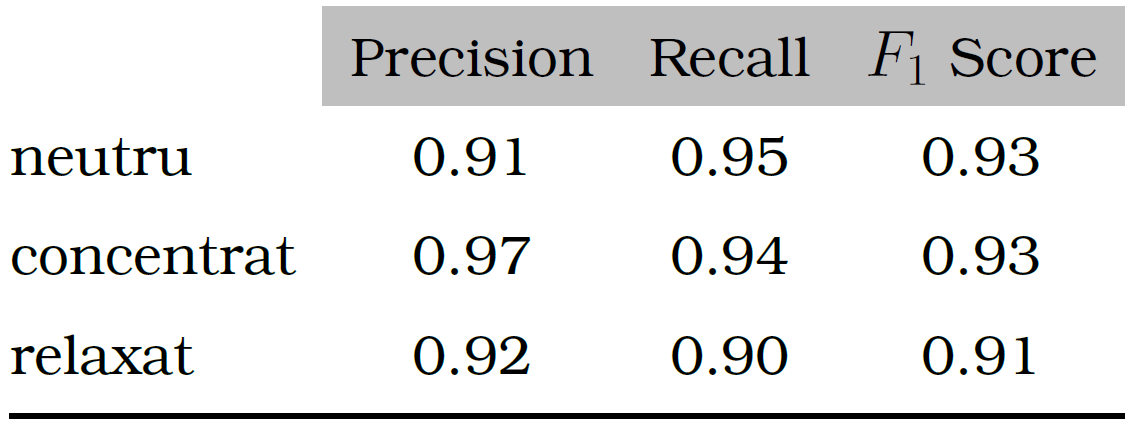 Precision Recall F₁ Score
neutru 0.91 0.95 0.93
concentrat 0.97 0.94 0.93
relaxat 0.92 0.90 0.91